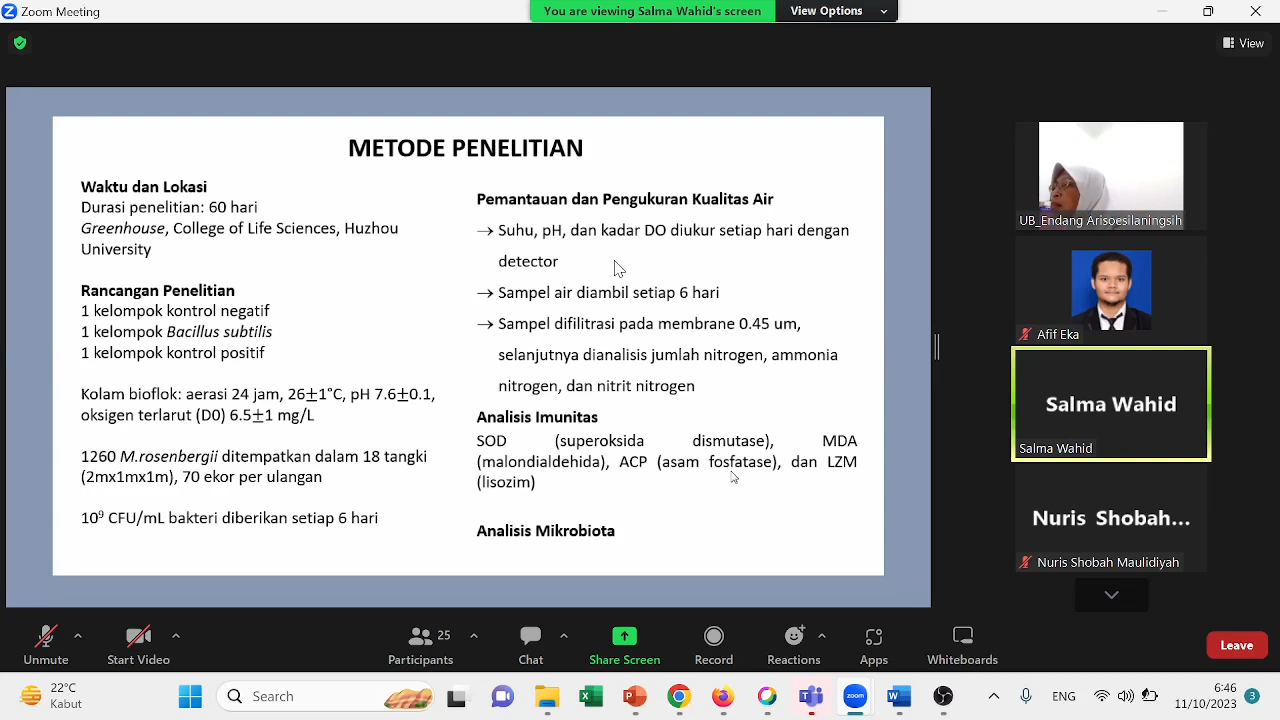 Zoom Meeting
You are viewing Salma Wahid's screen
View Options
View
METODE PENELITIAN
Waktu dan Lokasi
Durasi penelitian: 60 hari
Greenhouse, College of Life Sciences, Huzhou
University
Rancangan Penelitian
1 kelompok kontrol negatif
1 kelompok Bacillus subtilis
1 kelompok kontrol positif
Kolam bioflok: aerasi 24 jam, 26±1°C, pH 7.6±0.1,
oksigen terlarut (D0) 6.5±1 mg/L
1260 M.rosenbergii ditempatkan dalam 18 tangki
(2mx1mx1m), 70 ekor per ulangan
10⁹ CFU/mL bakteri diberikan setiap 6 hari
Pemantauan dan Pengukuran Kualitas Air
→ Suhu, pH, dan kadar DO diukur setiap hari dengan
detector
→ Sampel air diambil setiap 6 hari
→ Sampel difilitrasi pada membrane 0.45 um,
selanjutnya dianalisis jumlah nitrogen, ammonia
nitrogen, dan nitrit nitrogen
Analisis Imunitas
SOD (superoksida dismutase), MDA
(malondialdehida), ACP (asam fosfatase), dan LZM
(lisozim)
Analisis Mikrobiota
UB_Endang Arisoesilaningsih
Afif Eka
Salma Wahid
Salma Wahid
Nuris Shobah...
Nuris Shobah Maulidiyah
Unmute
Start Video
25
Participants
Chat
Share Screen
Record
Reactions
Apps
Whiteboards
Leave
22°C
Kabut
Search
zoom
ENG
6:46
11/10/2023
3